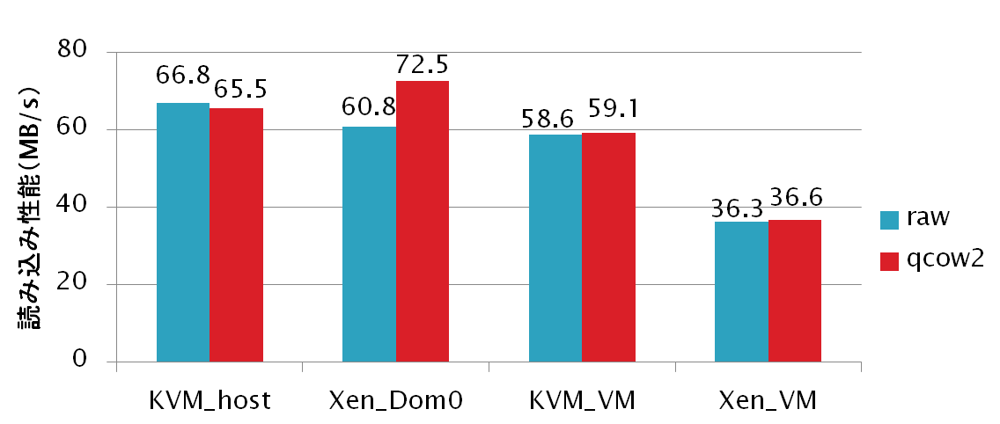 読み込み性能(MB/s)
80
60
40
20
0
66.8
65.5
60.8
72.5
58.6
59.1
36.3
36.6
KVM_host
Xen_Dom0
KVM_VM
Xen_VM
raw
qcow2